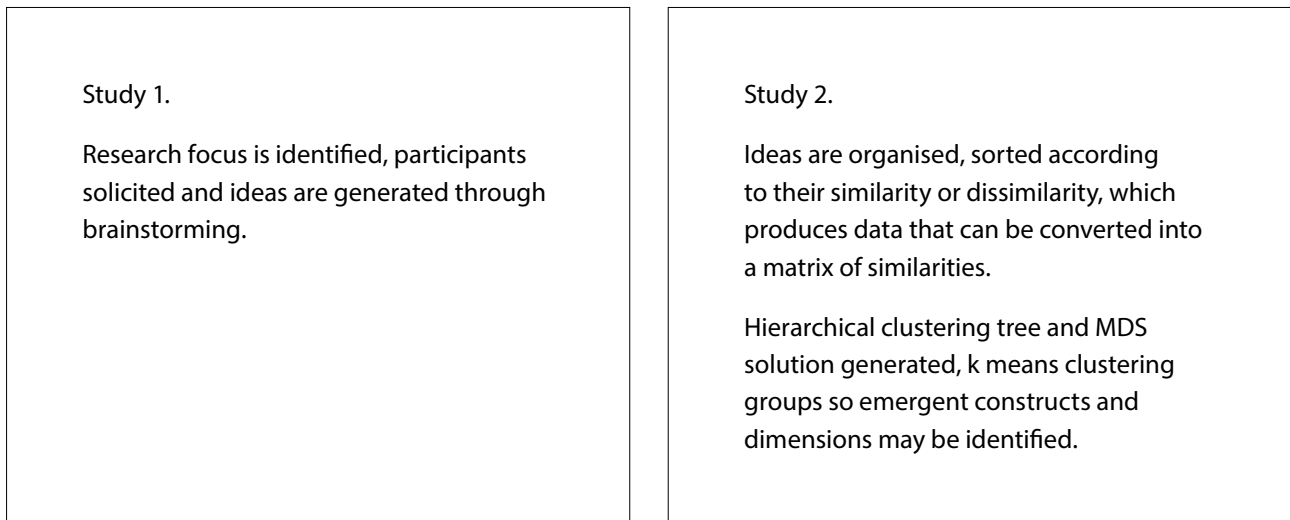 Study 1.
Research focus is identified, participants
solicited and ideas are generated through
brainstorming.
Study 2.
Ideas are organised, sorted according
to their similarity or dissimilarity, which
produces data that can be converted into
a matrix of similarities.
Hierarchical clustering tree and MDS
solution generated, k means clustering
groups so emergent constructs and
dimensions may be identified.